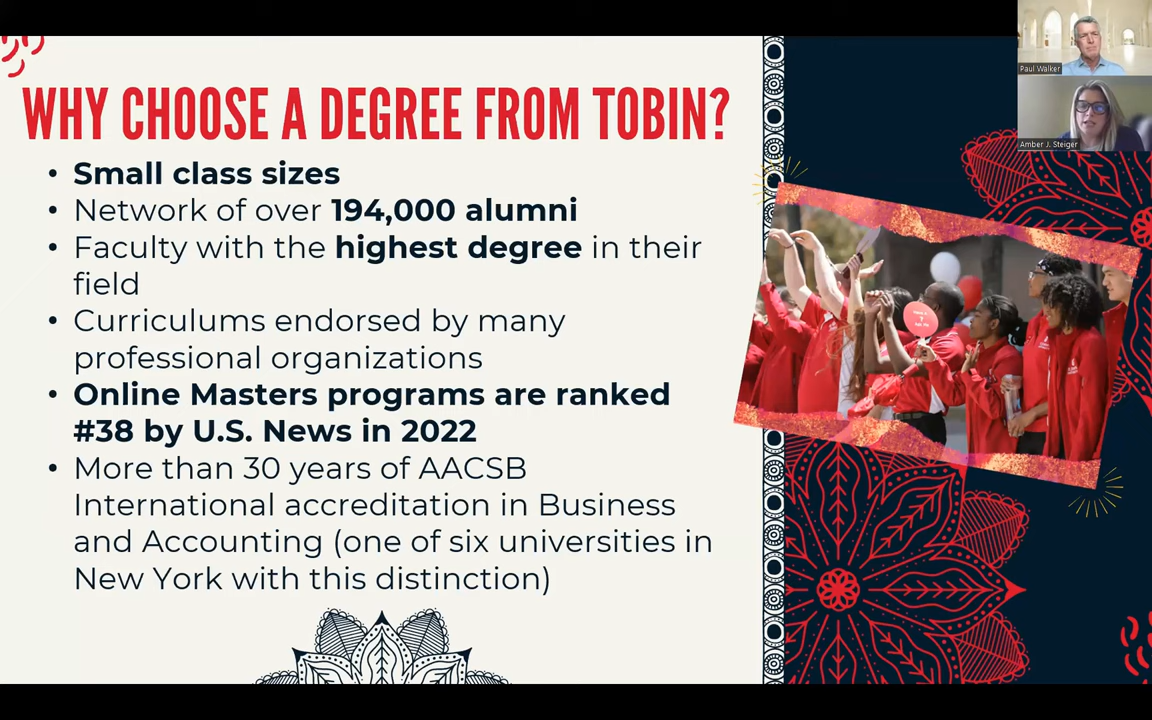 Paul Walker
Amber J. Steiger
WHY CHOOSE A DEGREE FROM TOBIN?
• Small class sizes
• Network of over 194,000 alumni
• Faculty with the highest degree in their
field
• Curriculums endorsed by many
professional organizations
• Online Masters programs are ranked
#38 by U.S. News in 2022
• More than 30 years of AACSB
International accreditation in Business
and Accounting (one of six universities in
New York with this distinction)